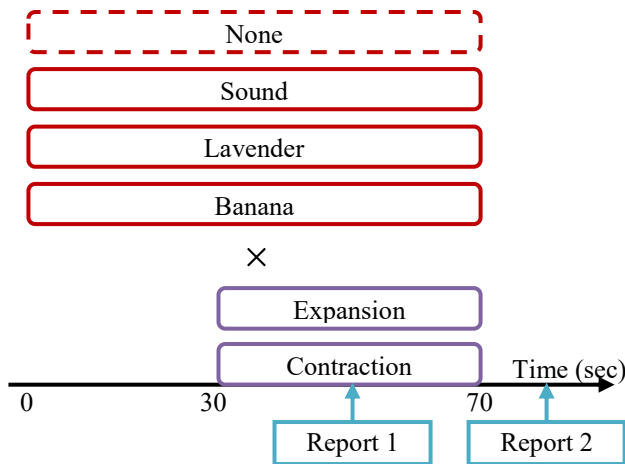 None
Sound
Lavender
Banana
×
Expansion
Contraction
Time (sec)
0 30 70
Report 1 Report 2